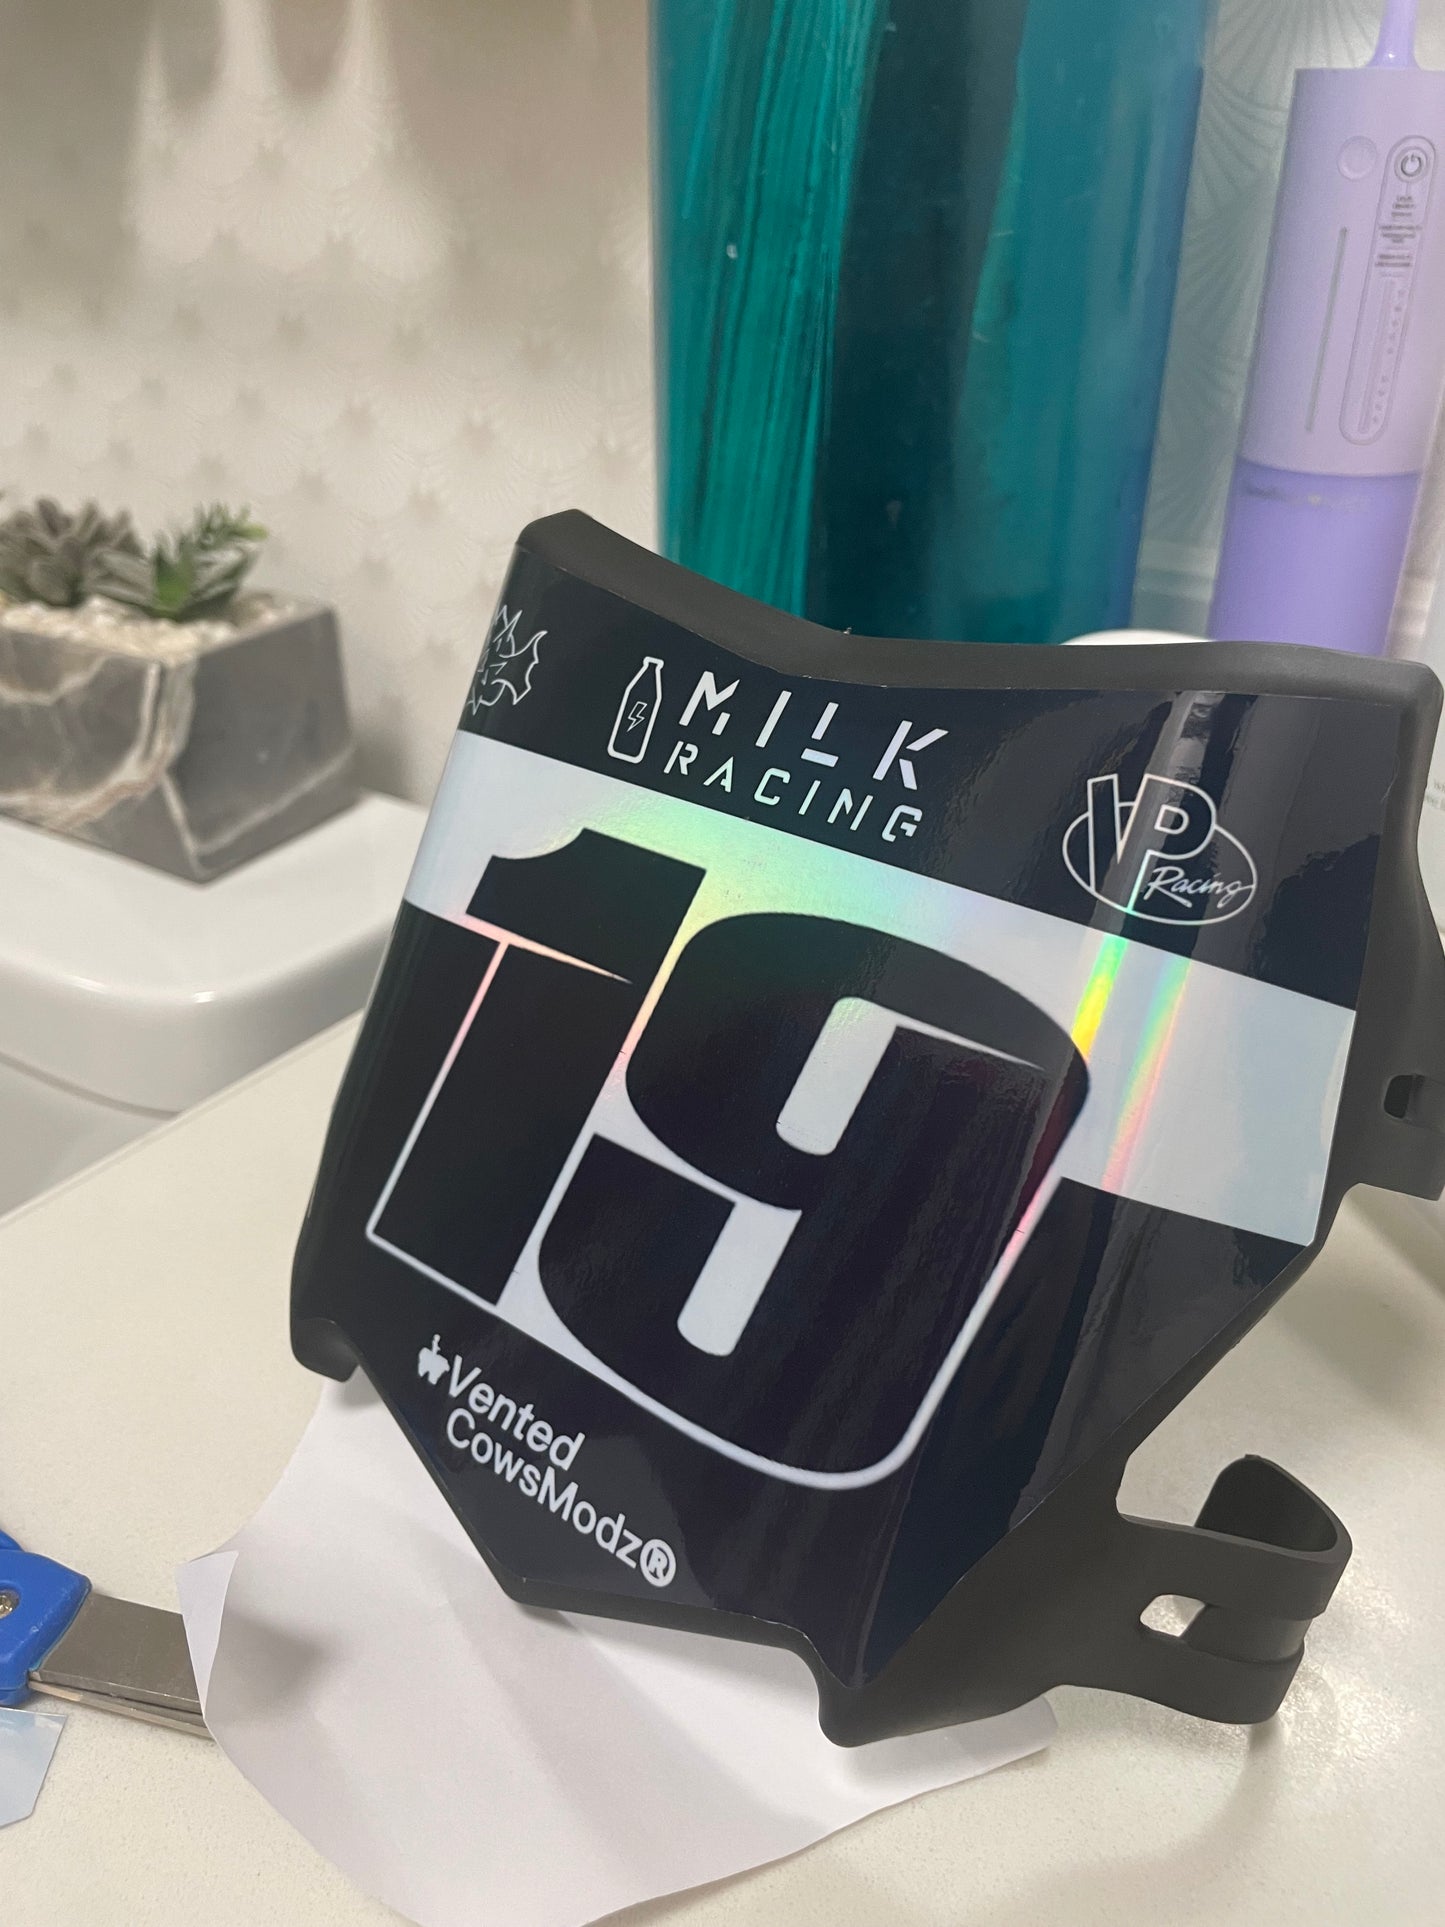 MILK
RACING
VP
Racing
19
Vented
CowsModz®